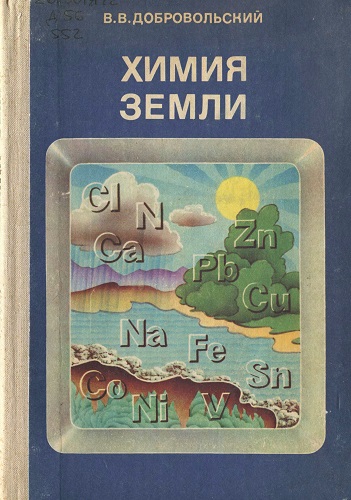 В.В.ДОБРОВОЛЬСКИЙ
ХИМИЯ
ЗЕМЛИ
Cl N
Ca
Zn
Pb
Cu
Na Fe
Sn
Co Ni V